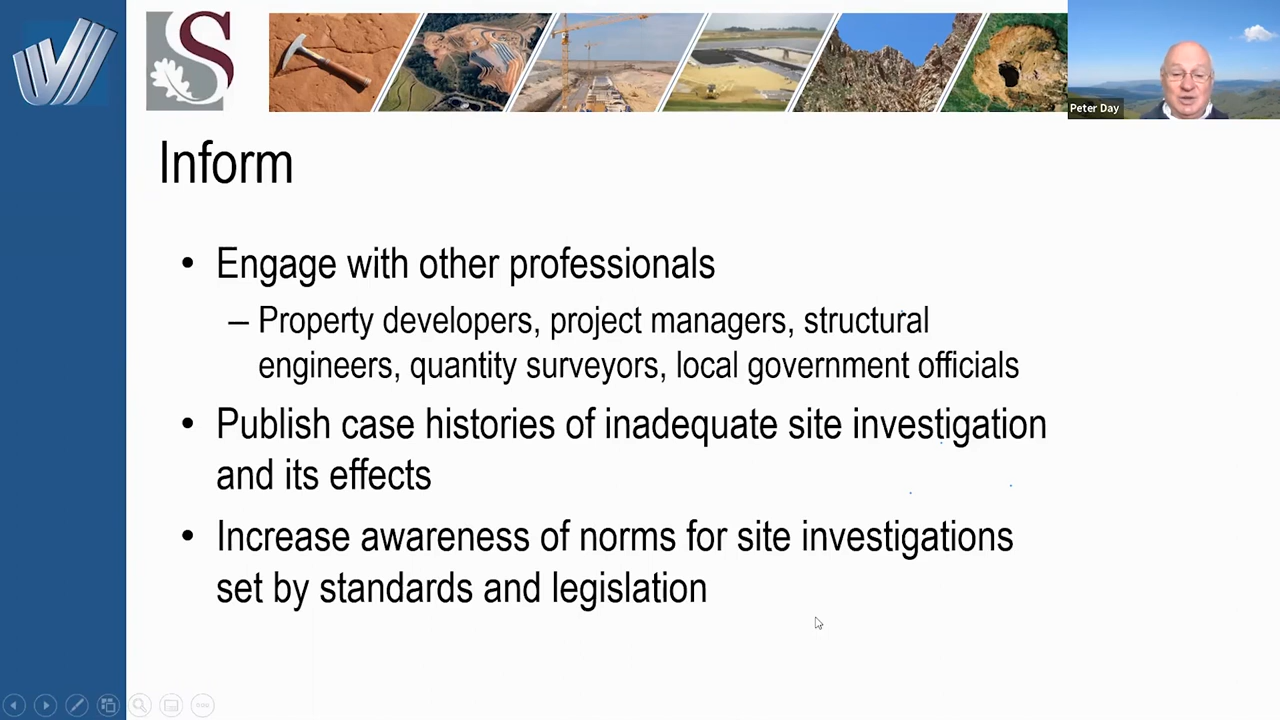 S
Peter Day
Inform
• Engage with other professionals
– Property developers, project managers, structural
engineers, quantity surveyors, local government officials
• Publish case histories of inadequate site investigation
and its effects
• Increase awareness of norms for site investigations
set by standards and legislation